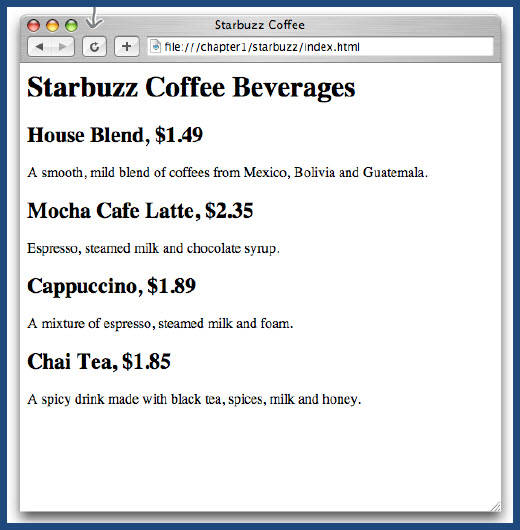 Starbuzz Coffee
file:///chapter1/starbuzz/index.html
Starbuzz Coffee Beverages
House Blend, $1.49
A smooth, mild blend of coffees from Mexico, Bolivia and Guatemala.
Mocha Cafe Latte, $2.35
Espresso, steamed milk and chocolate syrup.
Cappuccino, $1.89
A mixture of espresso, steamed milk and foam.
Chai Tea, $1.85
A spicy drink made with black tea, spices, milk and honey.